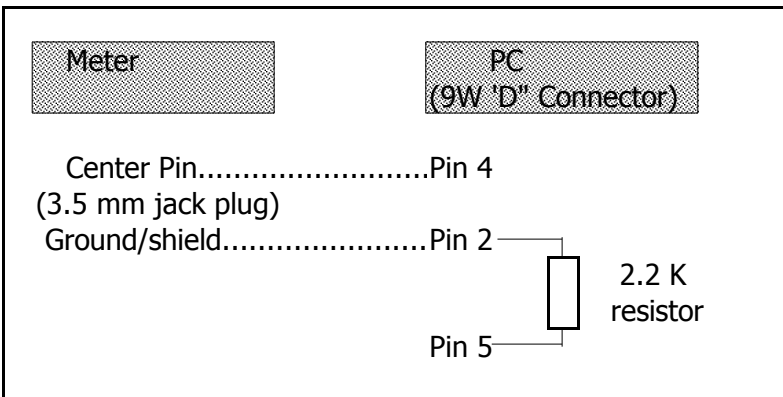 Meter PC
(9W 'D" Connector)
Center Pin..........................Pin 4
(3.5 mm jack plug)
Ground/shield.......................Pin 2
2.2 K
resistor
Pin 5